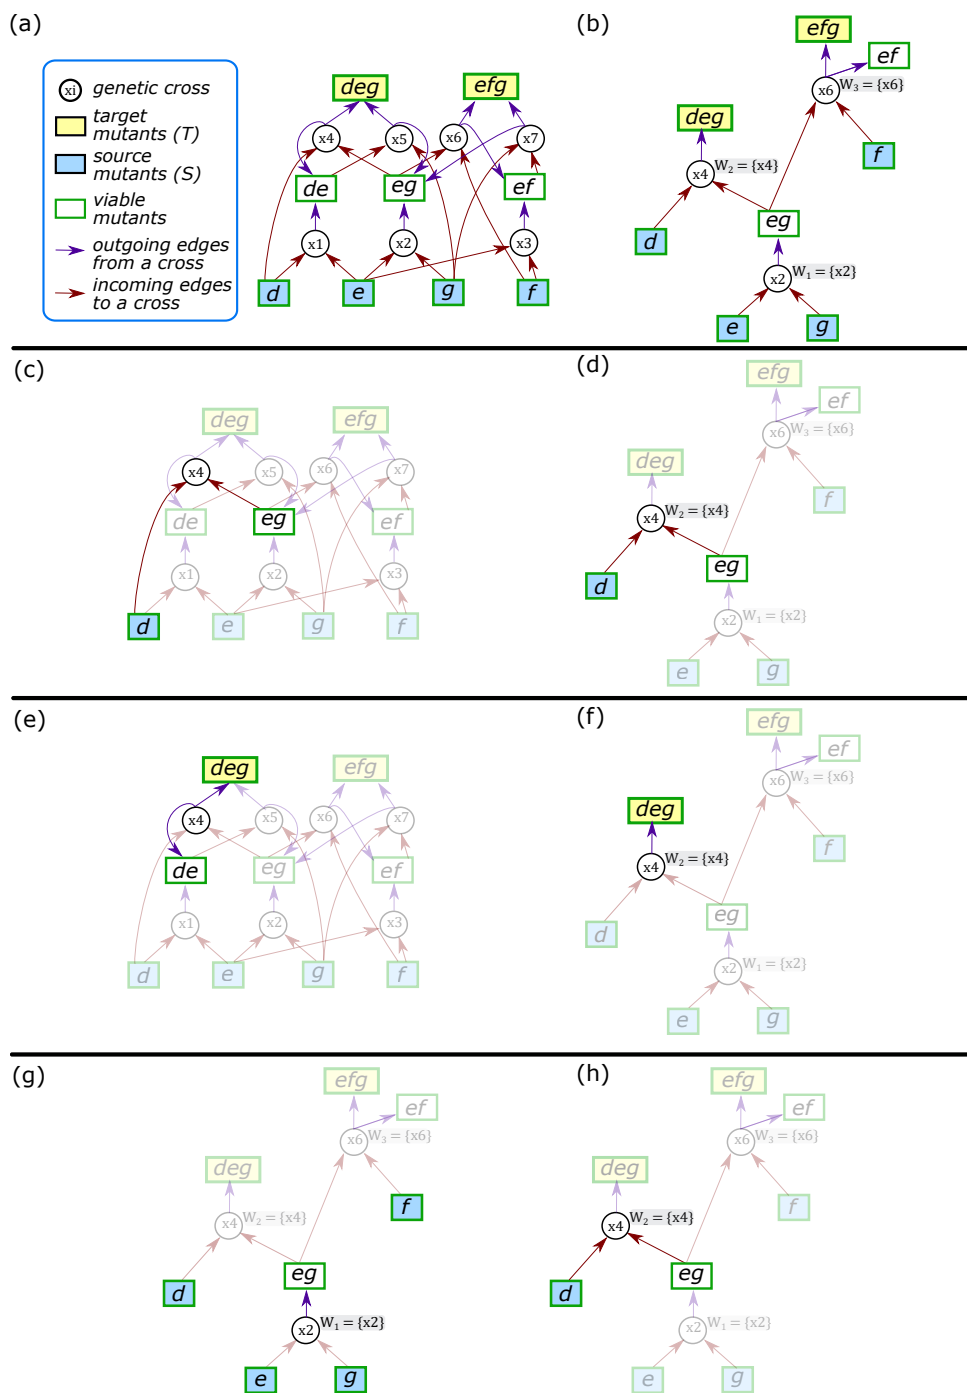 (a)
xi genetic cross
target
mutants (T)
source
mutants (S)
viable
mutants
outgoing edges
from a cross
incoming edges
to a cross
deg efg
x4 x5 x6 x7
de eg ef
x1 x2 x3
d e g f
(b)
efg
ef
x6 W₃ = {x6}
deg
f
x4 W₂ = {x4}
d eg
x2 W₁ = {x2}
e g
(c)
deg efg
x4 x5 x6 x7
de eg ef
x1 x2 x3
d e g f
(d)
efg
ef
x6 W₃ = {x6}
deg
f
x4 W₂ = {x4}
d eg
x2 W₁ = {x2}
e g
(e)
deg efg
x4 x5 x6 x7
de eg ef
x1 x2 x3
d e g f
(f)
efg
ef
x6 W₃ = {x6}
deg
f
x4 W₂ = {x4}
d eg
x2 W₁ = {x2}
e g
(g)
efg
ef
x6 W₃ = {x6}
deg
f
x4 W₂ = {x4}
d eg
x2 W₁ = {x2}
e g
(h)
efg
ef
x6 W₃ = {x6}
deg
f
x4 W₂ = {x4}
d eg
x2 W₁ = {x2}
e g